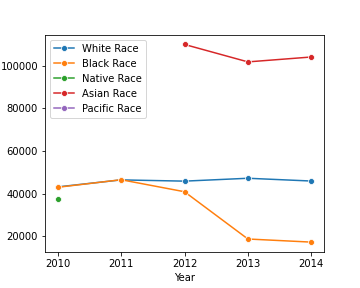 White Race
Black Race
Native Race
Asian Race
Pacific Race
100000
80000
60000
40000
20000
2010 2011 2012 2013 2014
Year